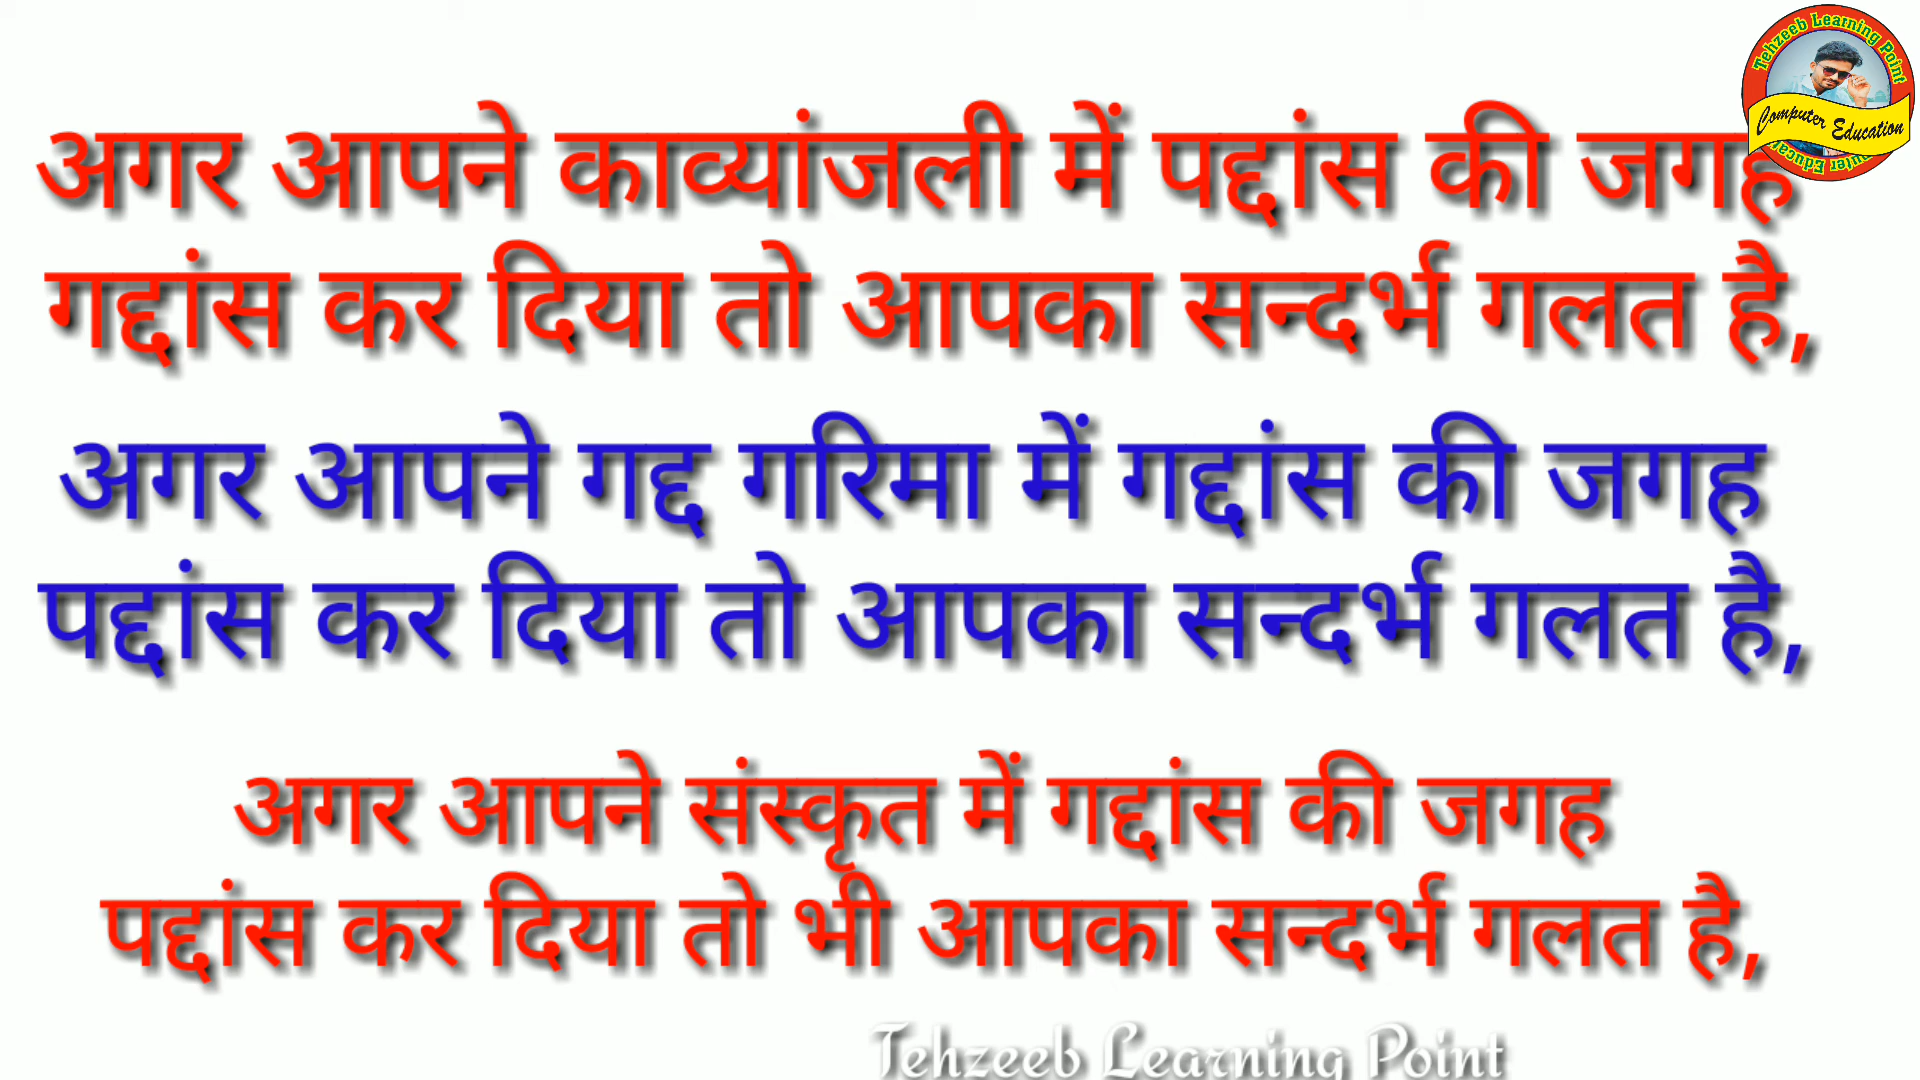 Tehzeeb Learning Point
Computer Education
अगर आपने काव्यांजली में पद्दांस की जगह
गद्दांस कर दिया तो आपका सन्दर्भ गलत है,
अगर आपने गद्द गरिमा में गद्दांस की जगह
पद्दांस कर दिया तो आपका सन्दर्भ गलत है,
अगर आपने संस्कृत में गद्दांस की जगह
पद्दांस कर दिया तो भी आपका सन्दर्भ गलत है,
Tehzeeb Learning Point